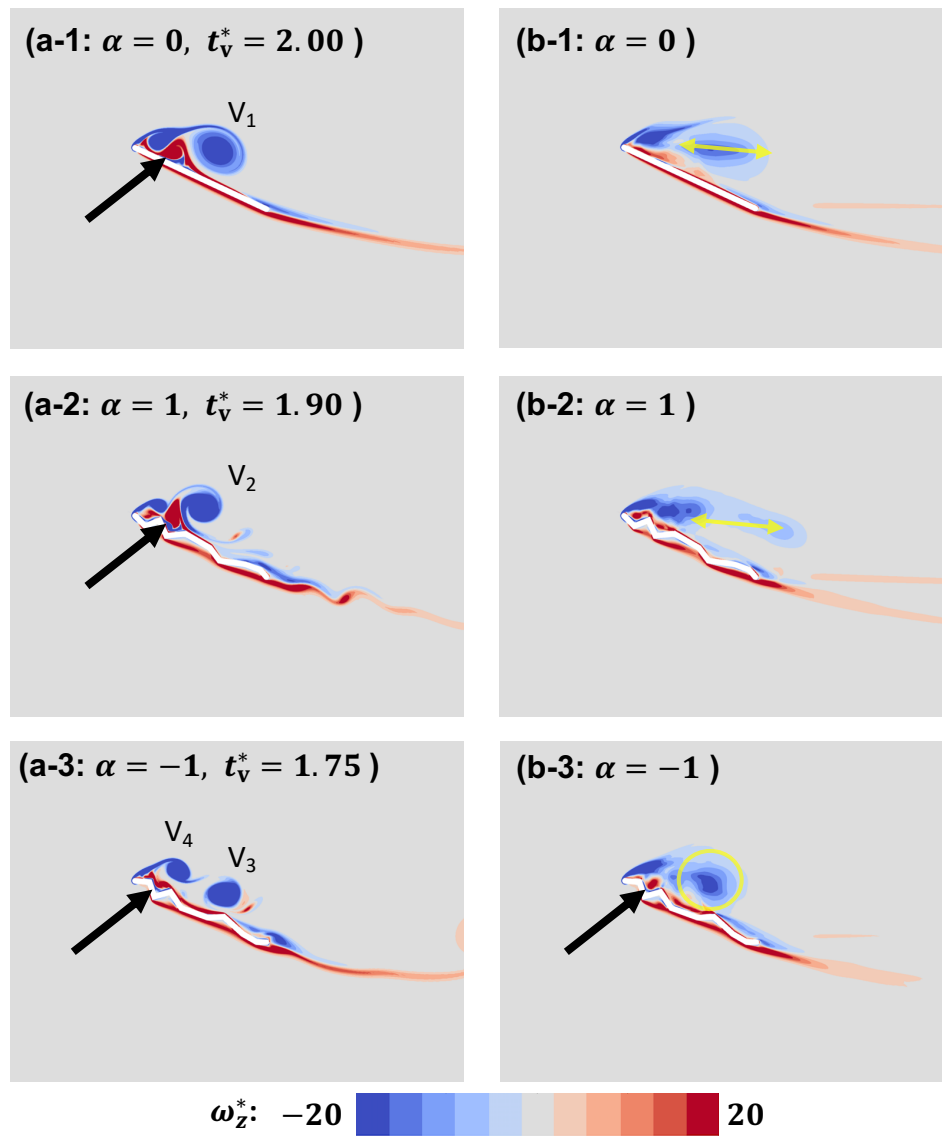 (a-1: α = 0, t*v = 2.00 )
(b-1: α = 0 )
V1
(a-2: α = 1, t*v = 1.90 )
(b-2: α = 1 )
V2
(a-3: α = −1, t*v = 1.75 )
(b-3: α = −1 )
V4
V3
ω*z: −20 20